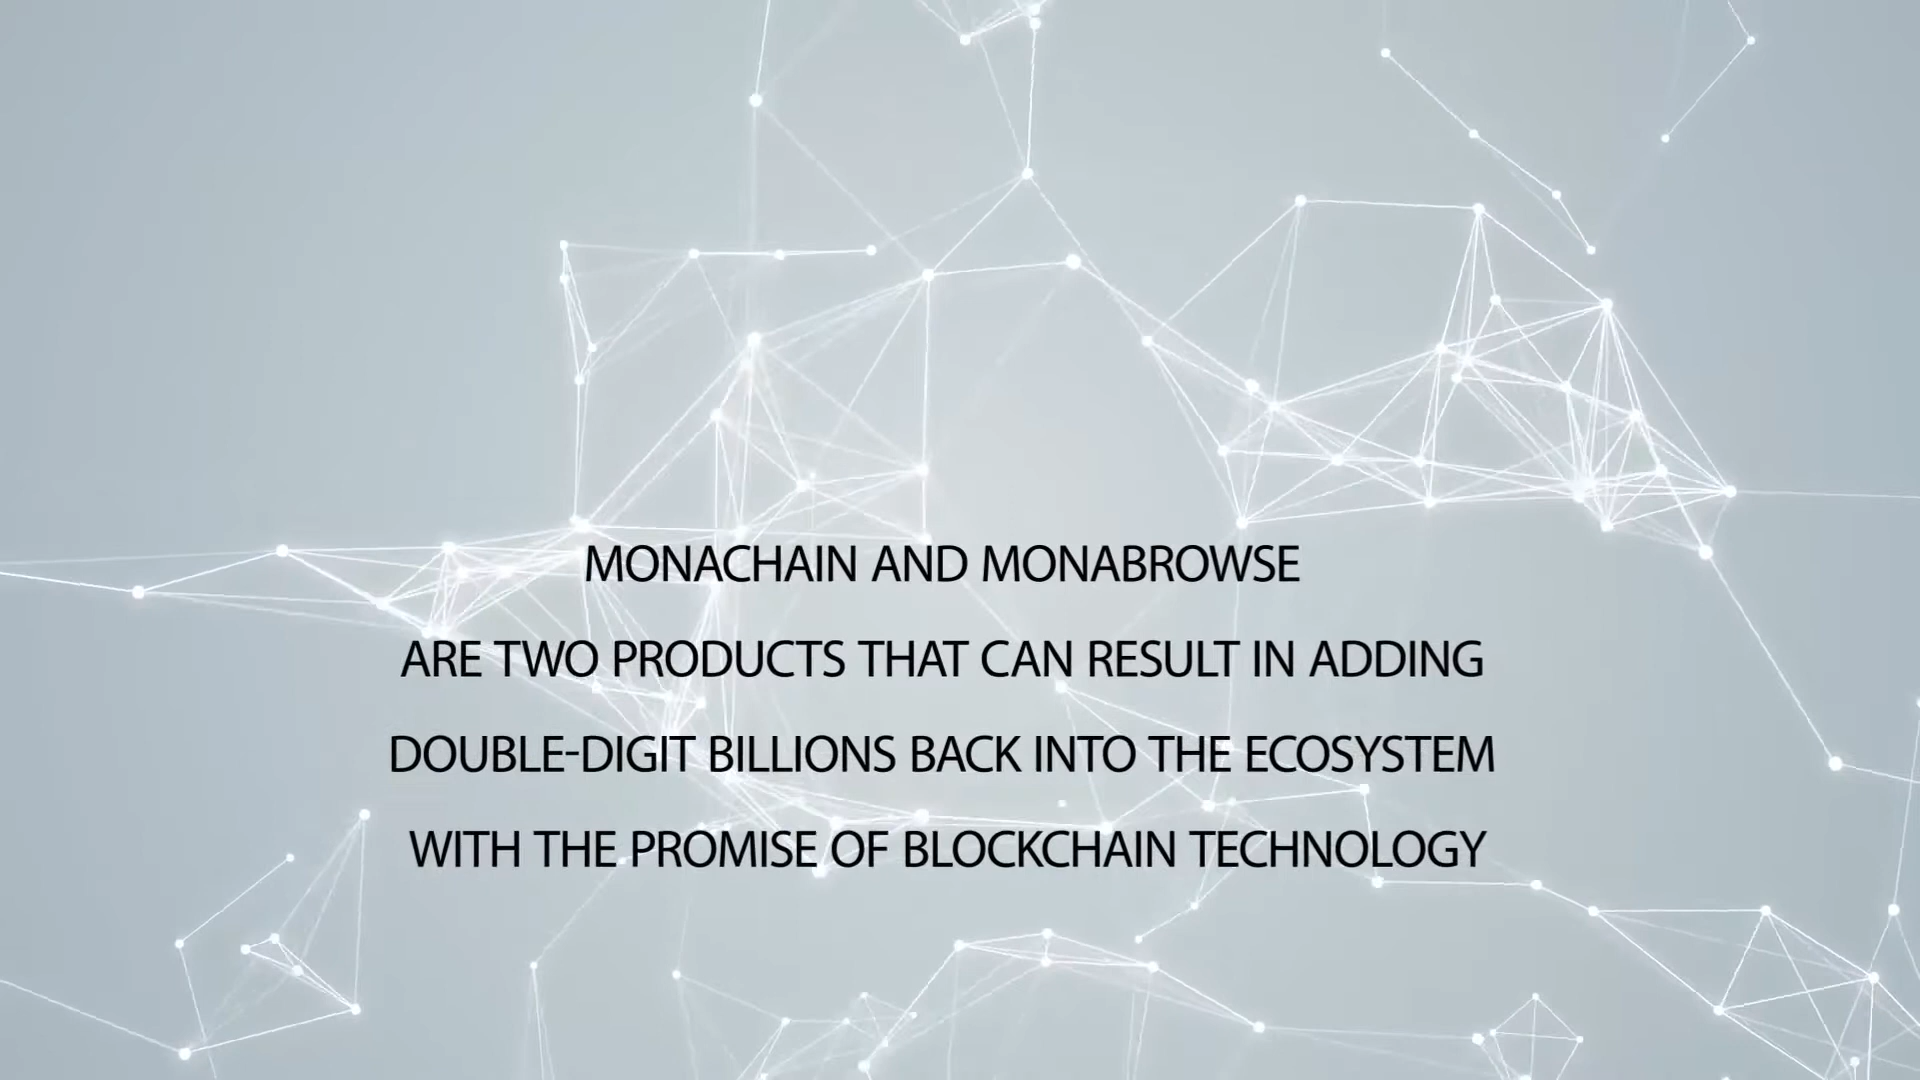 MONACHAIN AND MONABROWSE
ARE TWO PRODUCTS THAT CAN RESULT IN ADDING
DOUBLE-DIGIT BILLIONS BACK INTO THE ECOSYSTEM
WITH THE PROMISE OF BLOCKCHAIN TECHNOLOGY